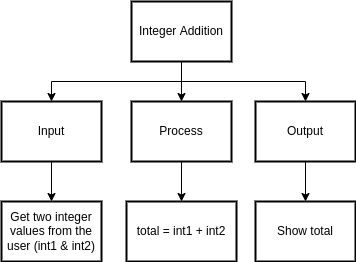 Integer Addition
Input
Process
Output
Get two integer
values from the
user (int1 & int2)
total = int1 + int2
Show total